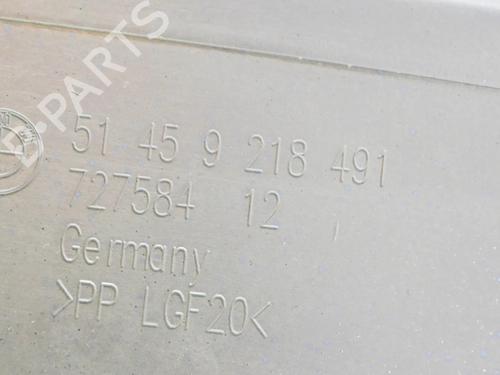 B-PARTS
51 45 9 218 491
727584 12
Germany
>PP LGF20<